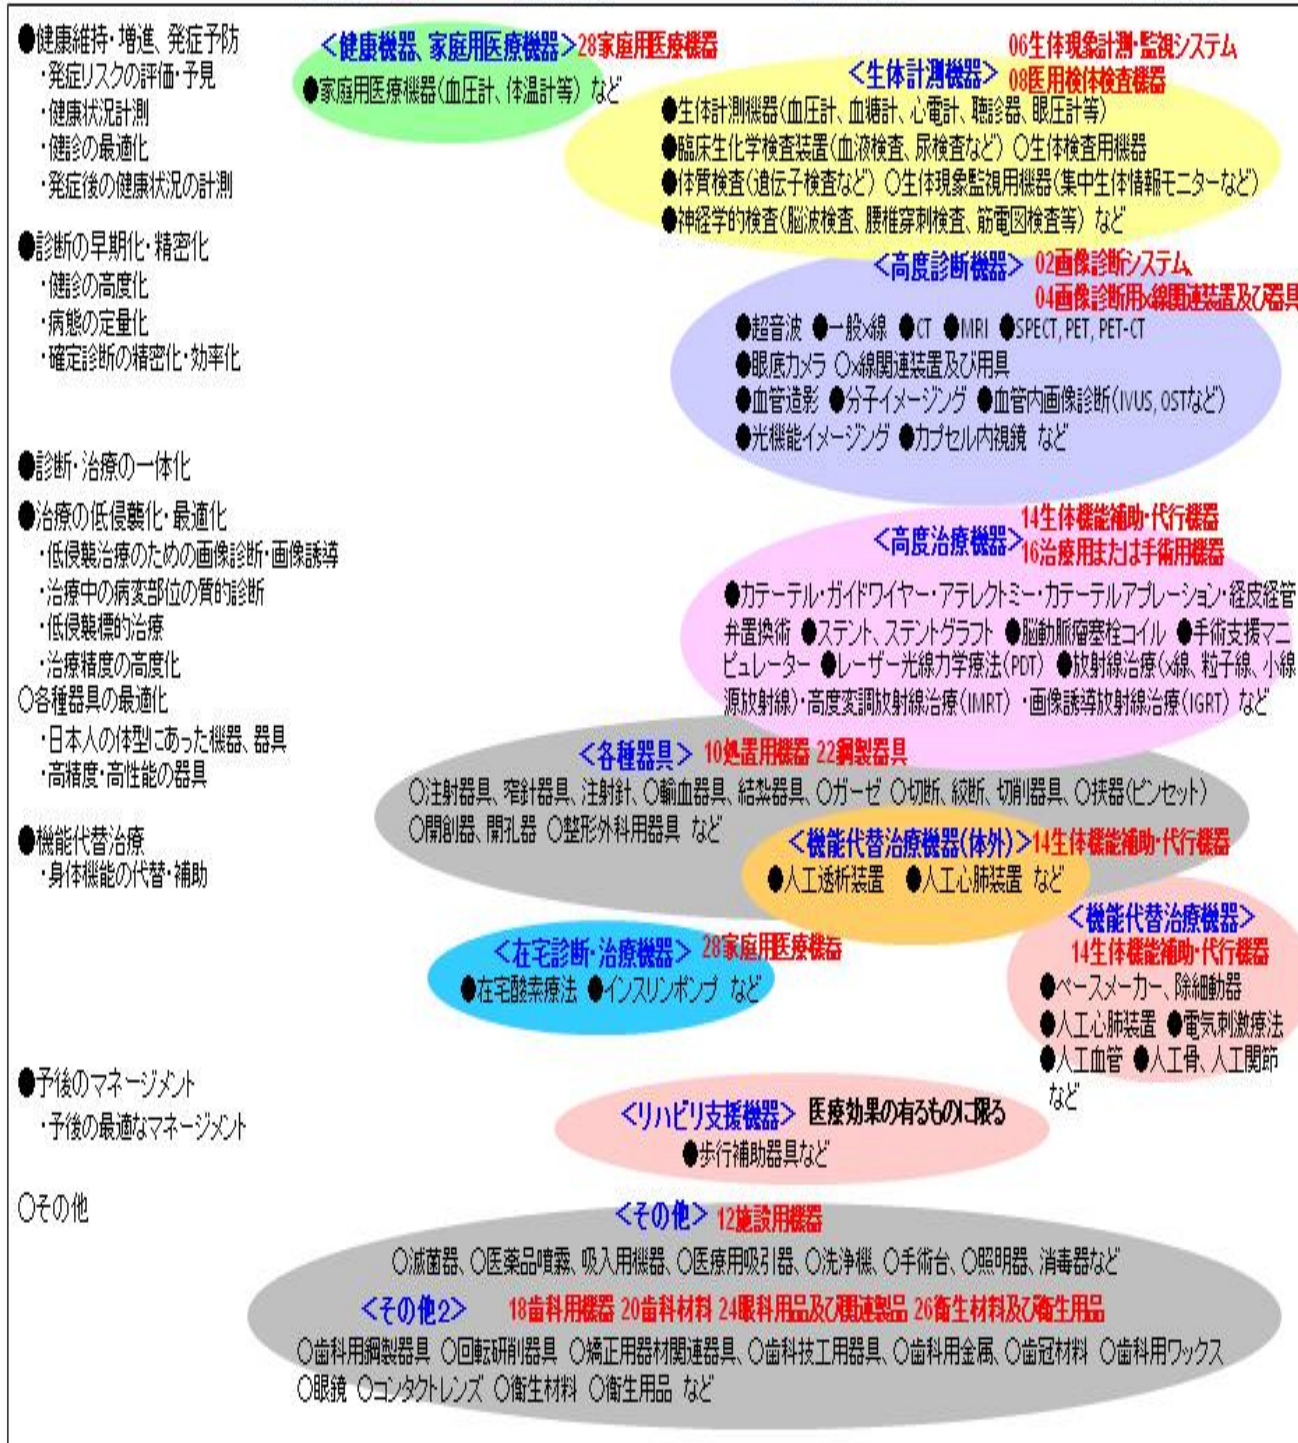 ●健康維持・増進、発症予防
・発症リスクの評価・予見
・健康状況計測
・健診の最適化
・発症後の健康状況の計測
＜健康機器、家庭用医療機器＞28家庭用医療機器
●家庭用医療機器(血圧計、体温計等) など
06生体現象計測・監視システム
＜生体計測機器＞
08医用検体検査機器
●生体計測機器(血圧計、血糖計、心電計、聴診器、眼圧計等)
●臨床生化学検査装置(血液検査、尿検査など) ○生体検査用機器
●体質検査(遺伝子検査など) ○生体現象監視用機器(集中生体情報モニターなど)
●神経学的検査(脳波検査、腰椎穿刺検査、筋電図検査等) など
●診断の早期化・精密化
・健診の高度化
・病態の定量化
・確定診断の精密化・効率化
＜高度診断機器＞ 02画像診断システム、
04画像診断用x線関連装置及び器具
●超音波 ●一般x線 ●CT ●MRI ●SPECT, PET, PET-CT
●眼底カメラ ○x線関連装置及び用具
●血管造影 ●分子イメージング ●血管内画像診断(IVUS, OSTなど)
●光機能イメージング ●カプセル内視鏡 など
●診断・治療の一体化
●治療の低侵襲化・最適化
・低侵襲治療のための画像診断・画像誘導
・治療中の病変部位の質的診断
・低侵襲標的治療
・治療精度の高度化
14生体機能補助・代行機器
＜高度治療機器＞
16治療用または手術用機器
●カテーテル・ガイドワイヤー・アテレクトミー・カテーテルアブレーション・経皮経管
弁置換術 ●ステント、ステントグラフト ●脳動脈瘤塞栓コイル ●手術支援マニ
ピュレーター ●レーザー光線力学療法(PDT) ●放射線治療(x線、粒子線、小線
源放射線)・高度変調放射線治療(IMRT) ・画像誘導放射線治療(IGRT) など
○各種器具の最適化
・日本人の体型にあった機器、器具
・高精度・高性能の器具
＜各種器具＞ 10処置用機器 22鋼製器具
○注射器具、穿針器具、注射針、○輸血器具、結紮器具、○ガーゼ ○切断、絞断、切削器具、○挟器(ピンセット)
○開創器、開孔器 ○整形外科用器具 など
●機能代替治療
・身体機能の代替・補助
＜機能代替治療機器(体外)＞14生体機能補助・代行機器
●人工透析装置 ●人工心肺装置 など
＜機能代替治療機器＞
14生体機能補助・代行機器
●ペースメーカー、除細動器
●人工心肺装置 ●電気刺激療法
●人工血管 ●人工骨、人工関節
など
＜在宅診断・治療機器＞ 28家庭用医療機器
●在宅酸素療法 ●インスリンポンプ など
●予後のマネージメント
・予後の最適なマネージメント
＜リハビリ支援機器＞ 医療効果の有るものに限る
●歩行補助器具など
○その他
＜その他＞ 12施設用機器
○滅菌器、○医薬品噴霧、吸入用機器、○医療用吸引器、○洗浄機、○手術台、○照明器、消毒器など
＜その他2＞ 18歯科用機器 20歯科材料 24眼科用品及び関連製品 26衛生材料及び衛生用品
○歯科用鋼製器具 ○回転研削器具 ○矯正用器材関連器具、○歯科技工用器具、○歯科用金属、○歯冠材料 ○歯科用ワックス
○眼鏡 ○コンタクトレンズ ○衛生材料 ○衛生用品 など